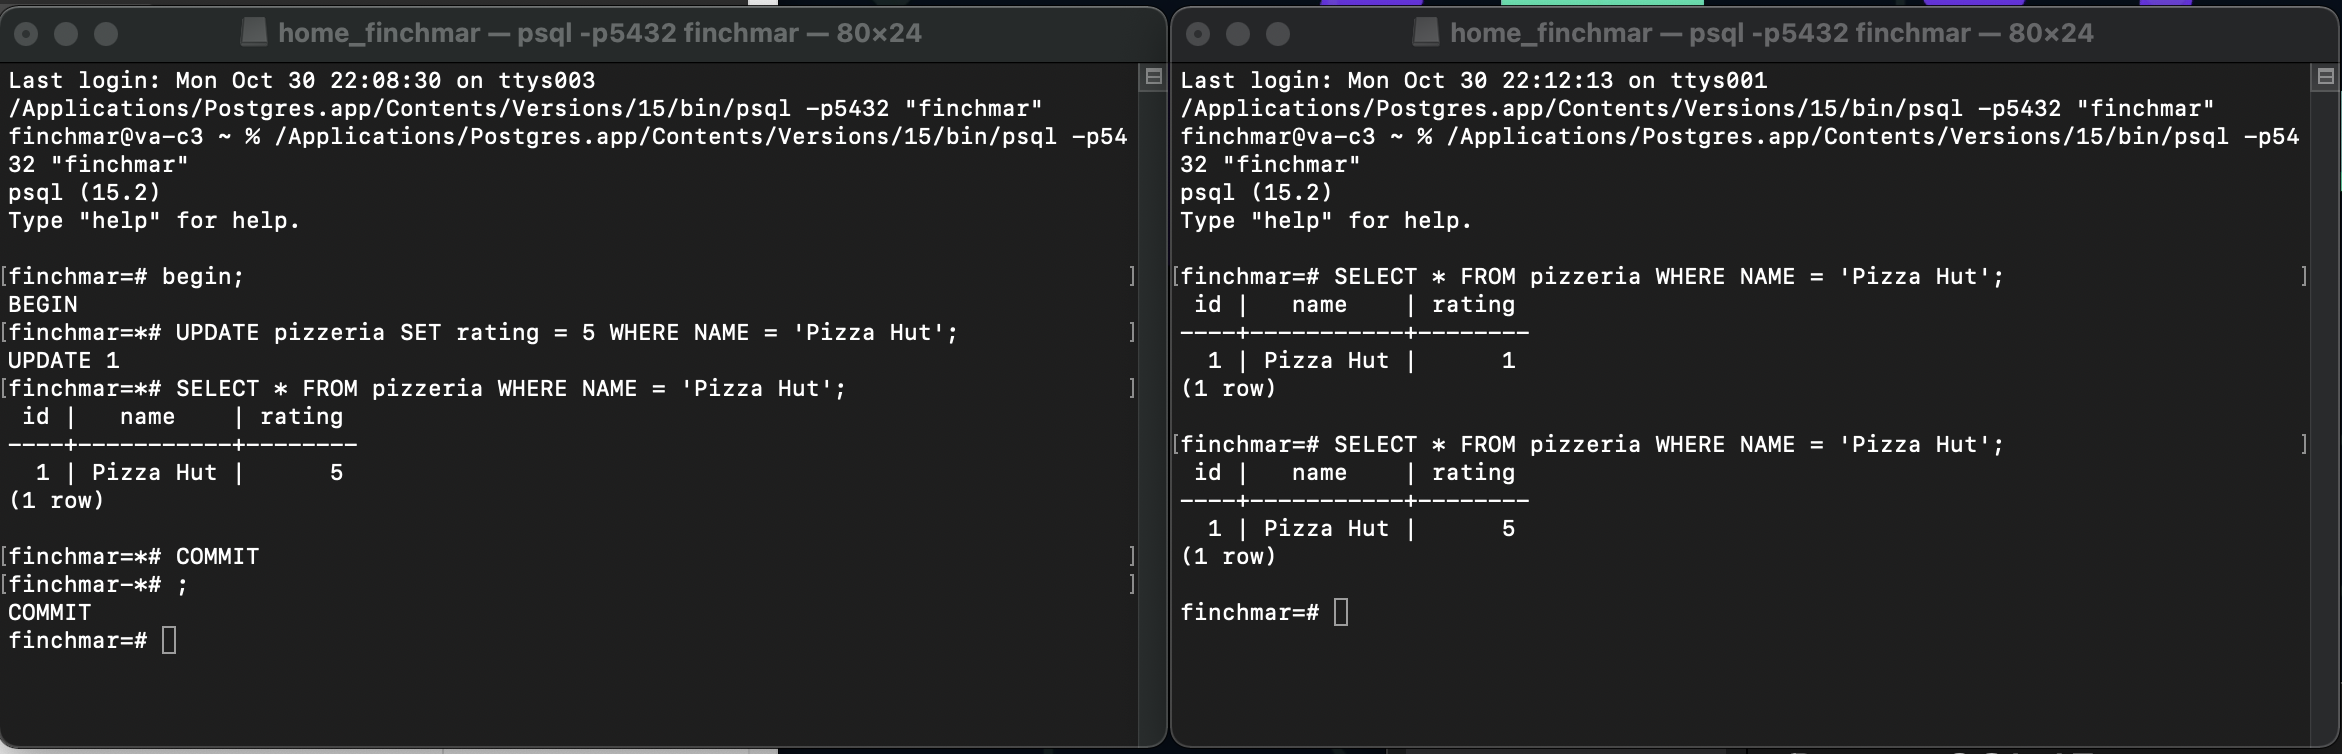 home_finchmar — psql -p5432 finchmar — 80×24
Last login: Mon Oct 30 22:08:30 on ttys003
/Applications/Postgres.app/Contents/Versions/15/bin/psql -p5432 "finchmar"
finchmar@va-c3 ~ % /Applications/Postgres.app/Contents/Versions/15/bin/psql -p54
32 "finchmar"
psql (15.2)
Type "help" for help.
[finchmar=# begin; ]
BEGIN
[finchmar=*# UPDATE pizzeria SET rating = 5 WHERE NAME = 'Pizza Hut'; ]
UPDATE 1
[finchmar=*# SELECT * FROM pizzeria WHERE NAME = 'Pizza Hut'; ]
 id |   name    | rating
----+-----------+--------
  1 | Pizza Hut |      5
(1 row)
[finchmar=*# COMMIT ]
[finchmar-*# ; ]
COMMIT
finchmar=#
home_finchmar — psql -p5432 finchmar — 80×24
Last login: Mon Oct 30 22:12:13 on ttys001
/Applications/Postgres.app/Contents/Versions/15/bin/psql -p5432 "finchmar"
finchmar@va-c3 ~ % /Applications/Postgres.app/Contents/Versions/15/bin/psql -p54
32 "finchmar"
psql (15.2)
Type "help" for help.
[finchmar=# SELECT * FROM pizzeria WHERE NAME = 'Pizza Hut'; ]
 id |   name    | rating
----+-----------+--------
  1 | Pizza Hut |      1
(1 row)
[finchmar=# SELECT * FROM pizzeria WHERE NAME = 'Pizza Hut'; ]
 id |   name    | rating
----+-----------+--------
  1 | Pizza Hut |      5
(1 row)
finchmar=#